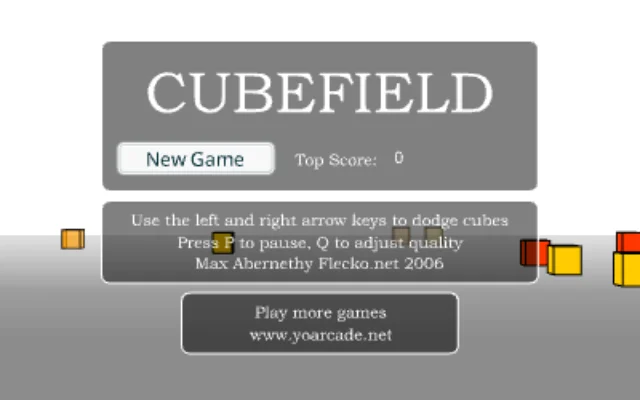 CUBEFIELD
New Game Top Score: 0
Use the left and right arrow keys to dodge cubes
Press P to pause, Q to adjust quality
Max Abernethy Flecko.net 2006
Play more games
www.yoarcade.net